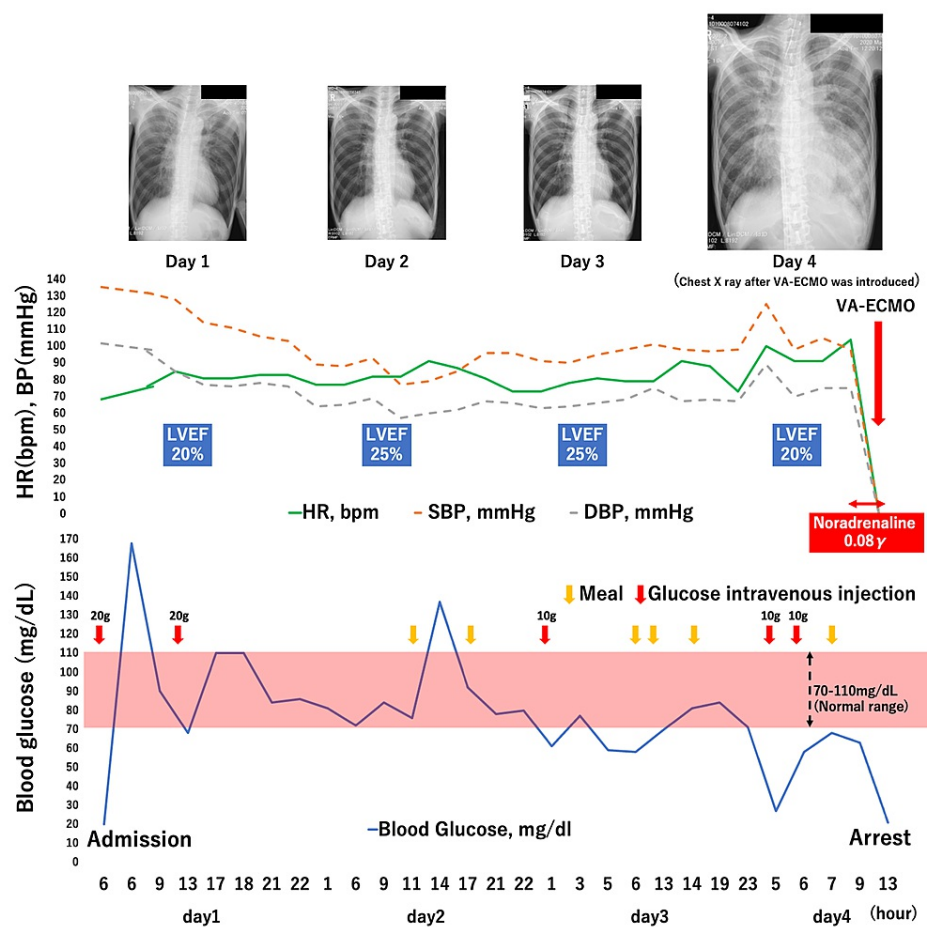 Day 1
Day 2
Day 3
Day 4
(Chest X ray after VA-ECMO was introduced)
VA-ECMO
HR(bpm), BP(mmHg)
140
130
120
110
100
90
80
70
60
50
40
30
20
10
0
LVEF
20%
LVEF
25%
LVEF
25%
LVEF
20%
HR, bpm SBP, mmHg DBP, mmHg
Noradrenaline
0.08γ
Blood glucose (mg/dL)
170
160
150
140
130
120
110
100
90
80
70
60
50
40
30
20
10
0
Meal Glucose intravenous injection
20g 20g 10g 10g 10g
70-110mg/dL
(Normal range)
Blood Glucose, mg/dl
Admission
Arrest
6 6 9 13 17 18 21 22 1 6 9 11 14 17 21 22 1 3 5 6 13 14 19 23 5 6 7 9 13
day1 day2 day3 day4 (hour)